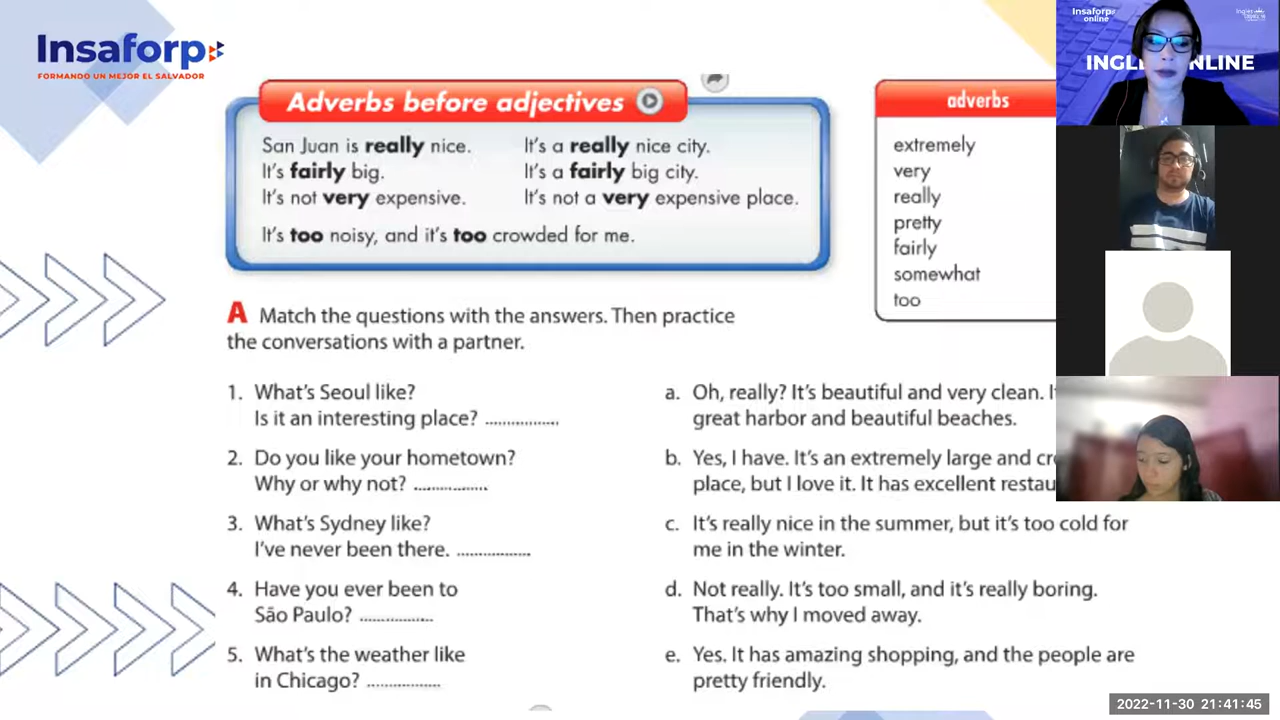 Insaforp
FORMANDO UN MEJOR EL SALVADOR
Adverbs before adjectives
San Juan is really nice.
It's fairly big.
It's not very expensive.
It's a really nice city.
It's a fairly big city.
It's not a very expensive place.
It's too noisy, and it's too crowded for me.
adverbs
extremely
very
really
pretty
fairly
somewhat
too
A Match the questions with the answers. Then practice
the conversations with a partner.
1. What's Seoul like?
Is it an interesting place? ..................
2. Do you like your hometown?
Why or why not? ..................
3. What's Sydney like?
I've never been there. ..................
4. Have you ever been to
São Paulo? ..................
5. What's the weather like
in Chicago? ..................
a. Oh, really? It's beautiful and very clean.
great harbor and beautiful beaches.
b. Yes, I have. It's an extremely large and
place, but I love it. It has excellent
c. It's really nice in the summer, but it's too cold for
me in the winter.
d. Not really. It's too small, and it's really boring.
That's why I moved away.
e. Yes. It has amazing shopping, and the people are
pretty friendly.
Insaforp
online
ONLINE
2022-11-30 21:41:45